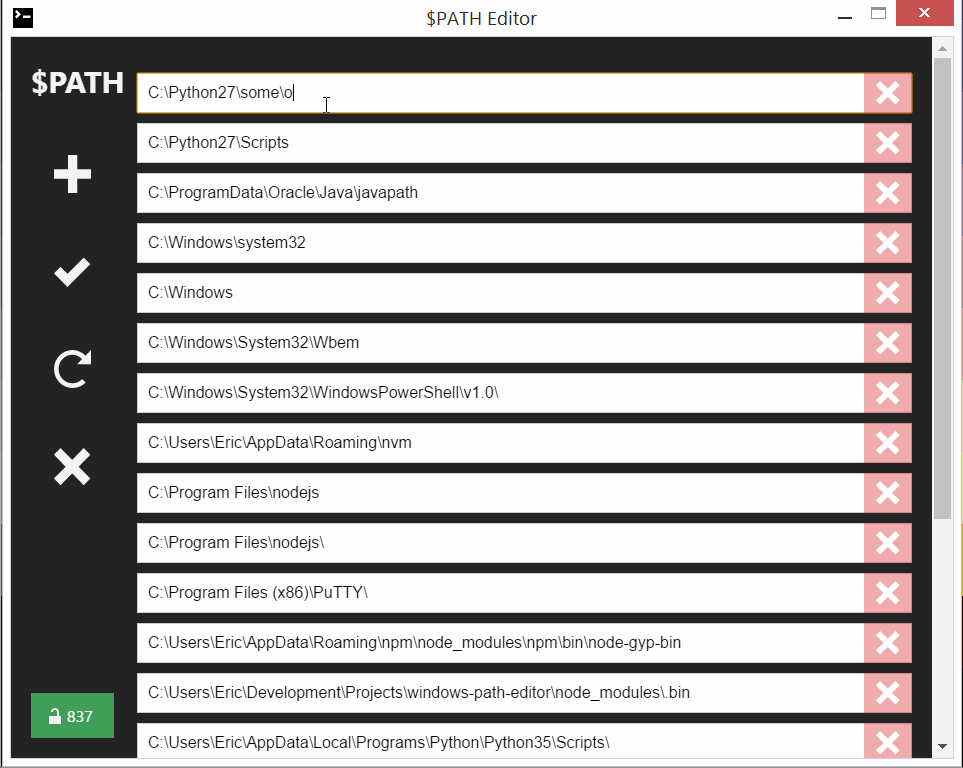 $PATH Editor
$PATH
C:\Python27\some\o
C:\Python27\Scripts
C:\ProgramData\Oracle\Java\javapath
C:\Windows\system32
C:\Windows
C:\Windows\System32\Wbem
C:\Windows\System32\WindowsPowerShell\v1.0\
C:\Users\Eric\AppData\Roaming\nvm
C:\Program Files\nodejs
C:\Program Files\nodejs\
C:\Program Files (x86)\PuTTY\
C:\Users\Eric\AppData\Roaming\npm\node_modules\npm\bin\node-gyp-bin
C:\Users\Eric\Development\Projects\windows-path-editor\node_modules\.bin
C:\Users\Eric\AppData\Local\Programs\Python\Python35\Scripts\
837